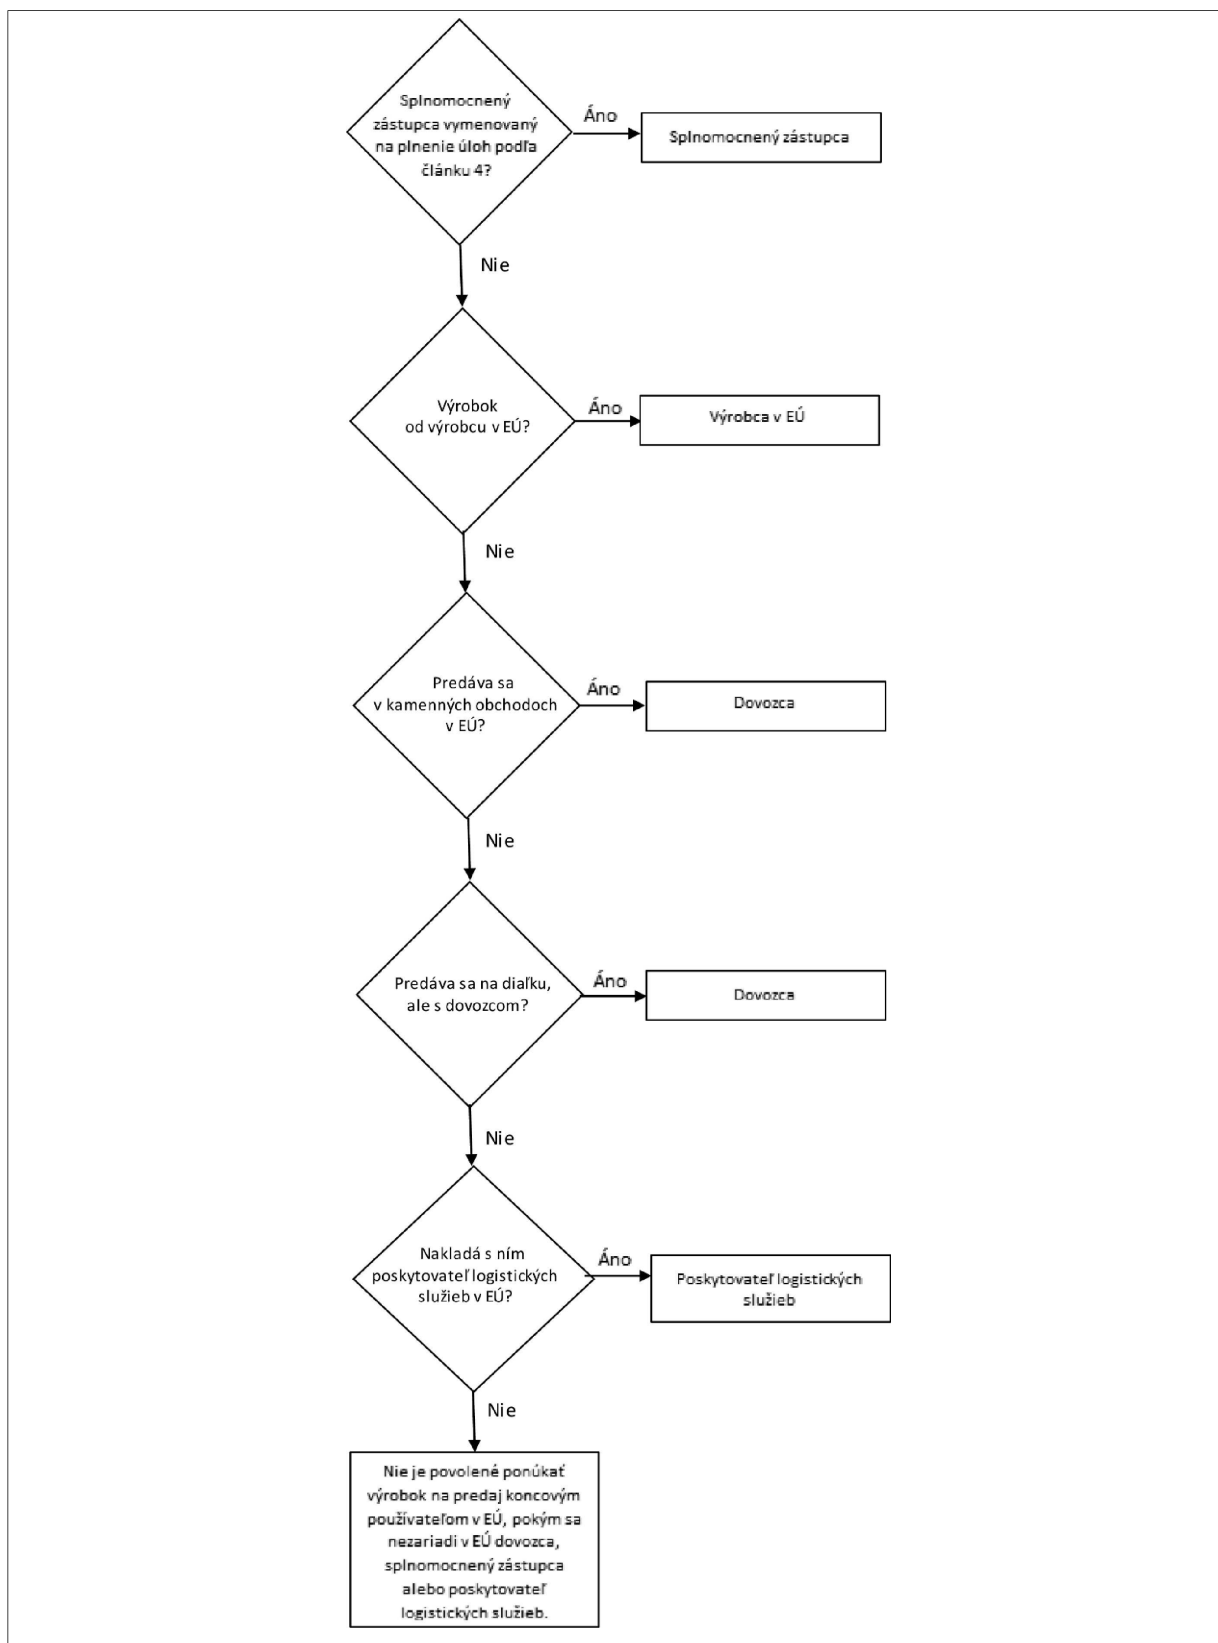 Splnomocnený
zástupca vymenovaný
na plnenie úloh podľa
článku 4?
Áno
Splnomocnený zástupca
Nie
Výrobok
od výrobcu v EÚ?
Áno
Výrobca v EÚ
Nie
Predáva sa
v kamenných obchodoch
v EÚ?
Áno
Dovozca
Nie
Predáva sa na diaľku,
ale s dovozcom?
Áno
Dovozca
Nie
Nakladá s ním
poskytovateľ logistických
služieb v EÚ?
Áno
Poskytovateľ logistických
služieb
Nie
Nie je povolené ponúkať
výrobok na predaj koncovým
používateľom v EÚ, pokým sa
nezariadi v EÚ dovozca,
splnomocnený zástupca
alebo poskytovateľ
logistických služieb.